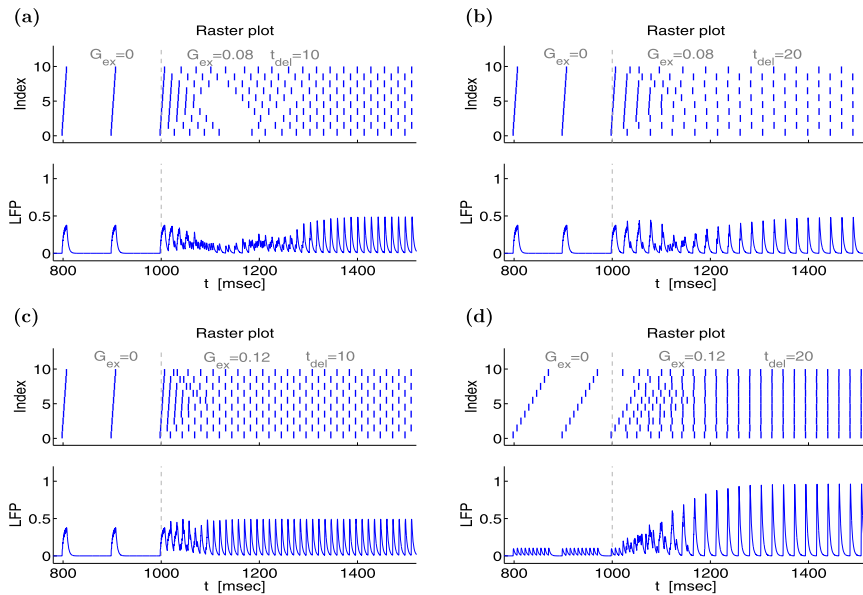 (a)
Raster plot
G_ex=0 G_ex=0.08 t_del=10
Index
10
5
0
LFP
1
0.5
0
800 1000 1200 1400
t [msec]
(b)
Raster plot
G_ex=0 G_ex=0.08 t_del=20
Index
10
5
0
LFP
1
0.5
0
800 1000 1200 1400
t [msec]
(c)
Raster plot
G_ex=0 G_ex=0.12 t_del=10
Index
10
5
0
LFP
1
0.5
0
800 1000 1200 1400
t [msec]
(d)
Raster plot
G_ex=0 G_ex=0.12 t_del=20
Index
10
5
0
LFP
1
0.5
0
800 1000 1200 1400
t [msec]